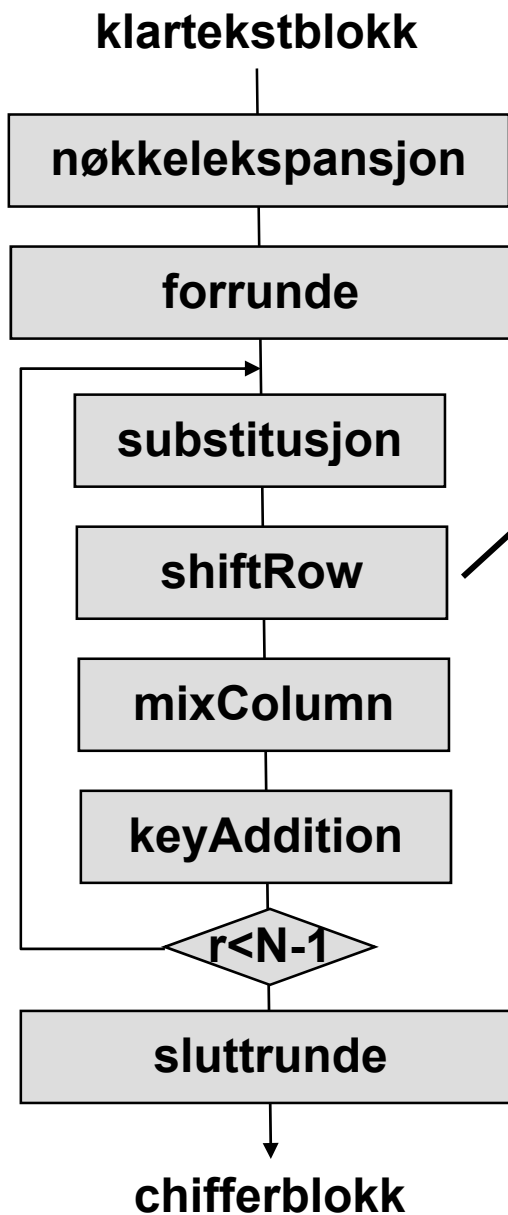 klartekstblokk
nøkkelekspansjon
forrunde
substitusjon
shiftRow
mixColumn
keyAddition
r<N-1
sluttrunde
chifferblokk